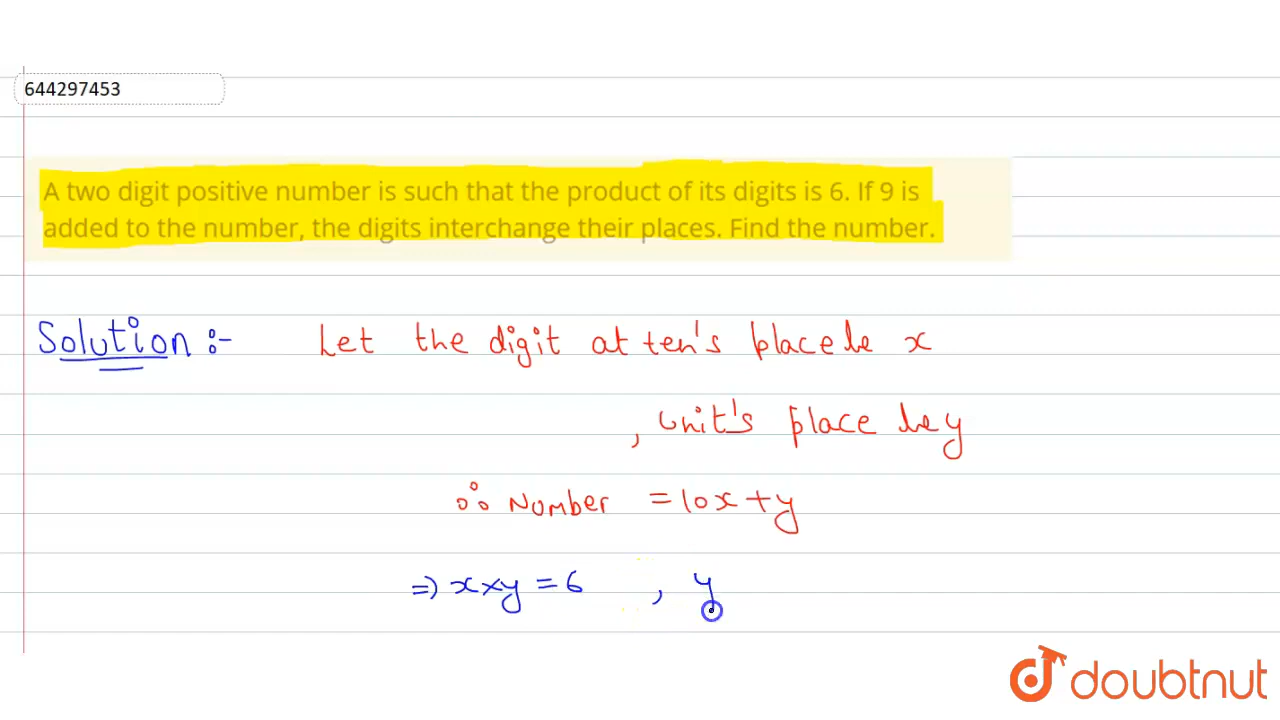 644297453
A two digit positive number is such that the product of its digits is 6. If 9 is
added to the number, the digits interchange their places. Find the number.
Solution :- Let the digit at ten's place be x
, unit's place be y
∴ Number = 10x + y
⇒ x × y = 6 , y
doubtnut